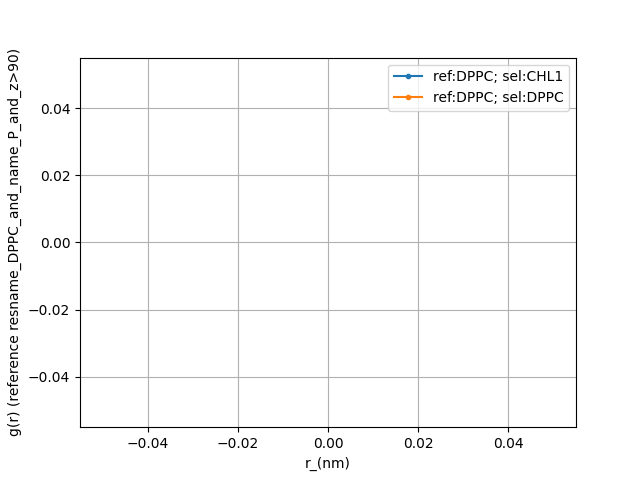 ref:DPPC; sel:CHL1
ref:DPPC; sel:DPPC
g(r) (reference resname_DPPC_and_name_P_and_z>90)
0.04
0.02
0.00
−0.02
−0.04
−0.04
−0.02
0.00
0.02
0.04
r_(nm)